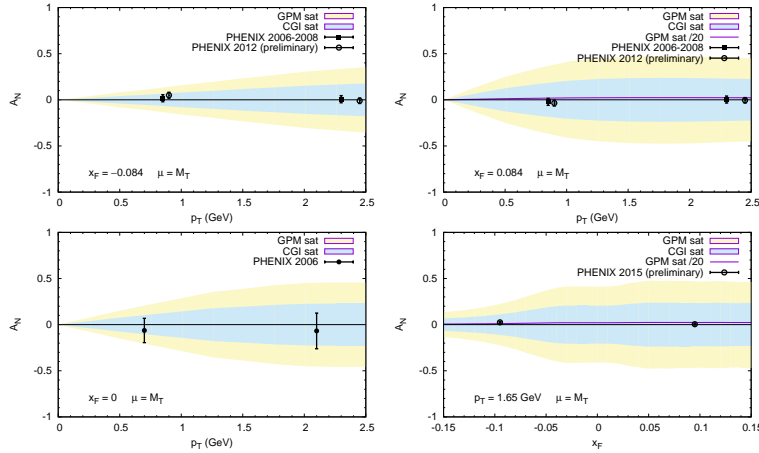 GPM sat
CGI sat
PHENIX 2006-2008
PHENIX 2012 (preliminary)
1
0.5
0
-0.5
-1
A_N
x_F = −0.084 μ = M_T
0 0.5 1 1.5 2 2.5
p_T (GeV)
GPM sat
CGI sat
GPM sat /20
PHENIX 2006-2008
PHENIX 2012 (preliminary)
1
0.5
0
-0.5
-1
A_N
x_F = 0.084 μ = M_T
0 0.5 1 1.5 2 2.5
p_T (GeV)
GPM sat
CGI sat
PHENIX 2006
1
0.5
0
-0.5
-1
A_N
x_F = 0 μ = M_T
0 0.5 1 1.5 2 2.5
p_T (GeV)
GPM sat
CGI sat
GPM sat /20
PHENIX 2015 (preliminary)
1
0.5
0
-0.5
-1
A_N
p_T = 1.65 GeV μ = M_T
-0.15 -0.1 -0.05 0 0.05 0.1 0.15
x_F